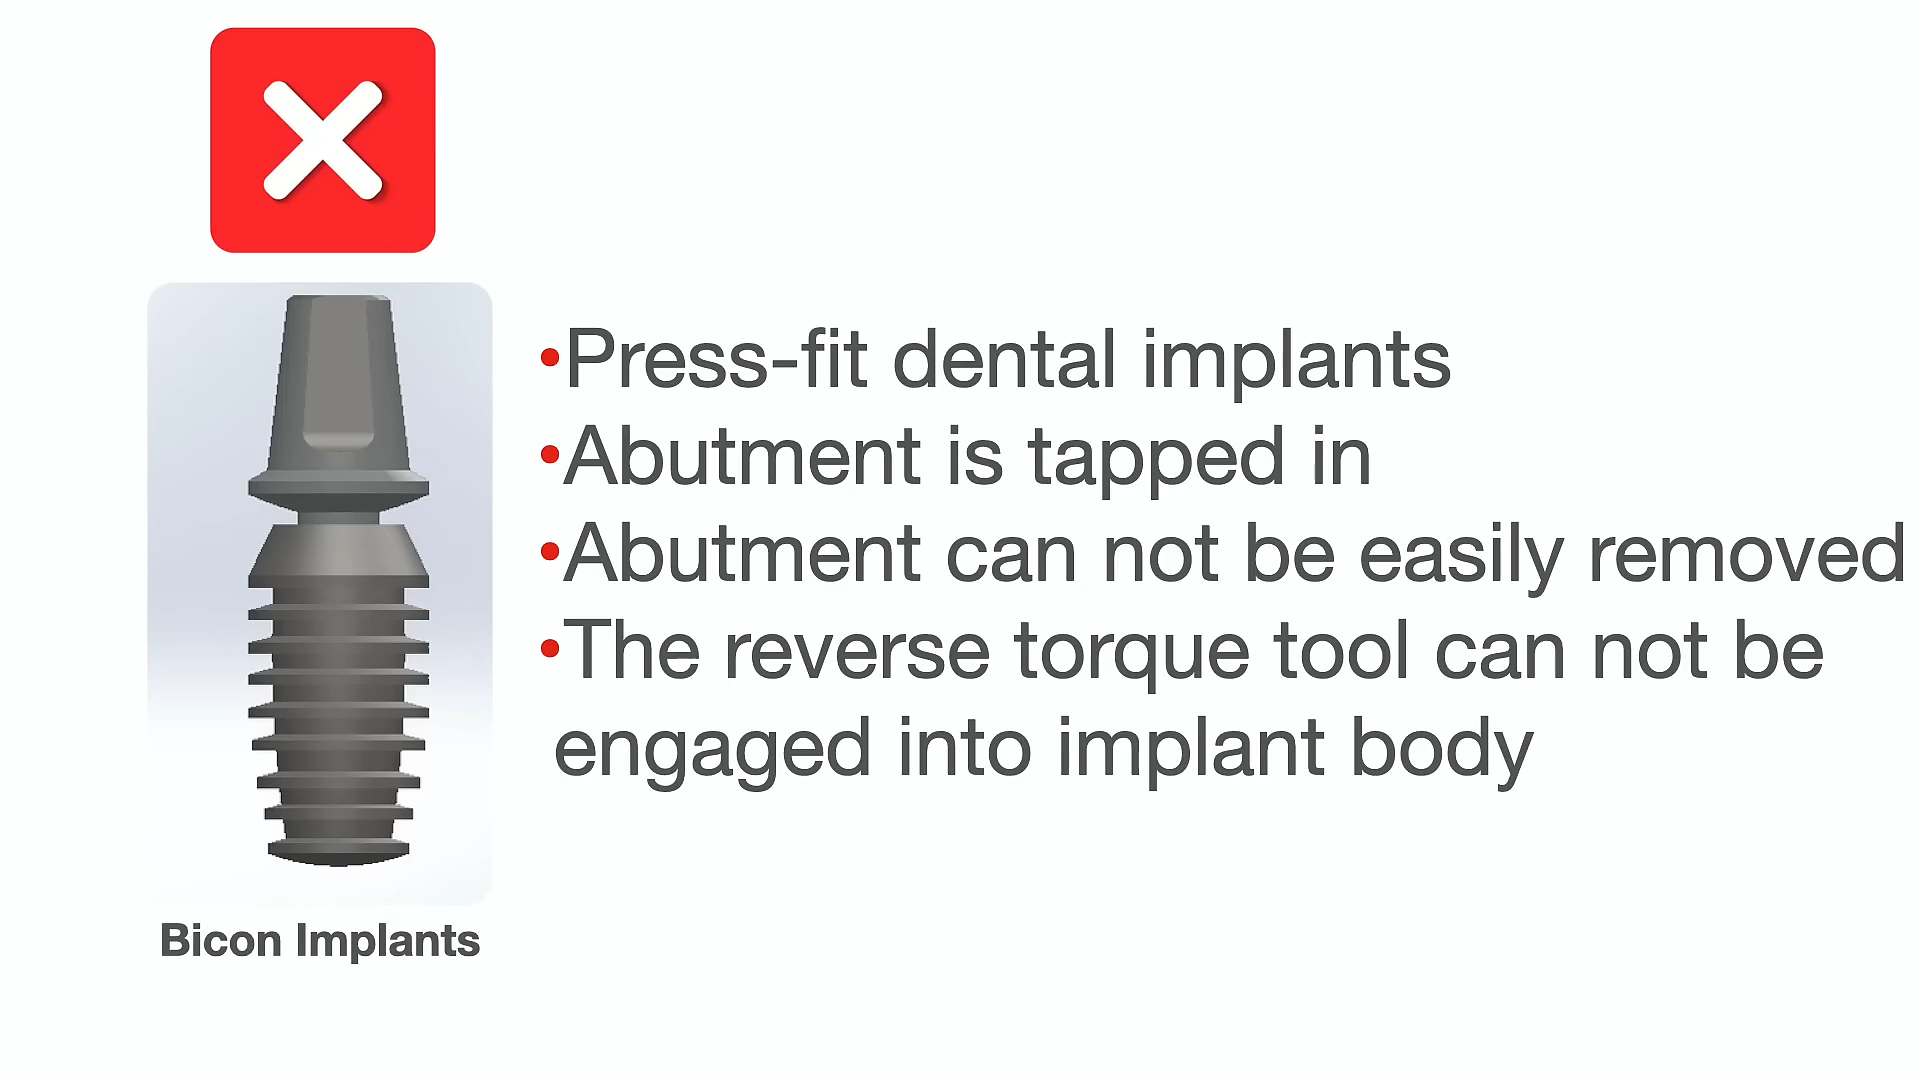 •Press-fit dental implants
•Abutment is tapped in
•Abutment can not be easily removed
•The reverse torque tool can not be
engaged into implant body
Bicon Implants